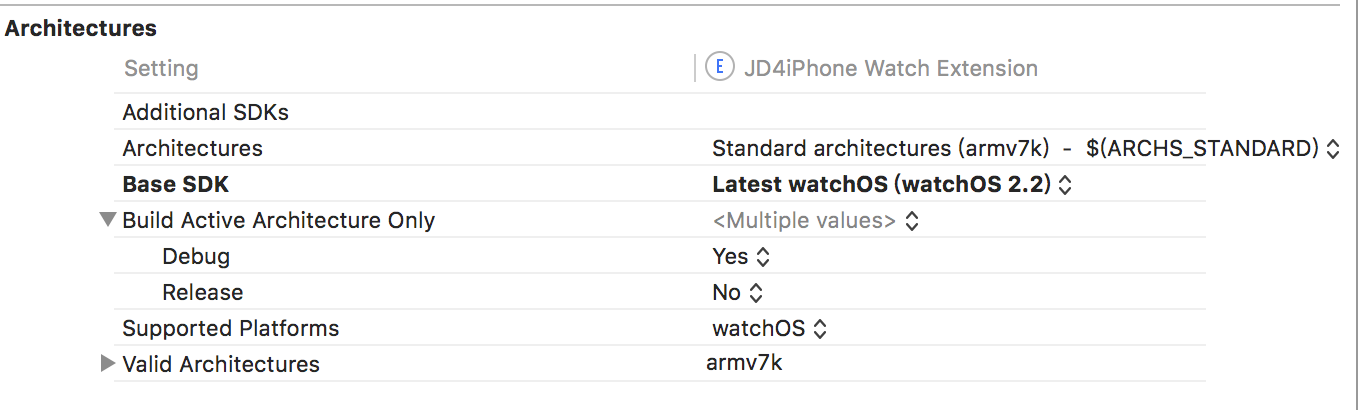 Architectures
Setting E JD4iPhone Watch Extension
Additional SDKs
Architectures Standard architectures (armv7k) - $(ARCHS_STANDARD)
Base SDK Latest watchOS (watchOS 2.2)
Build Active Architecture Only <Multiple values>
Debug Yes
Release No
Supported Platforms watchOS
Valid Architectures armv7k